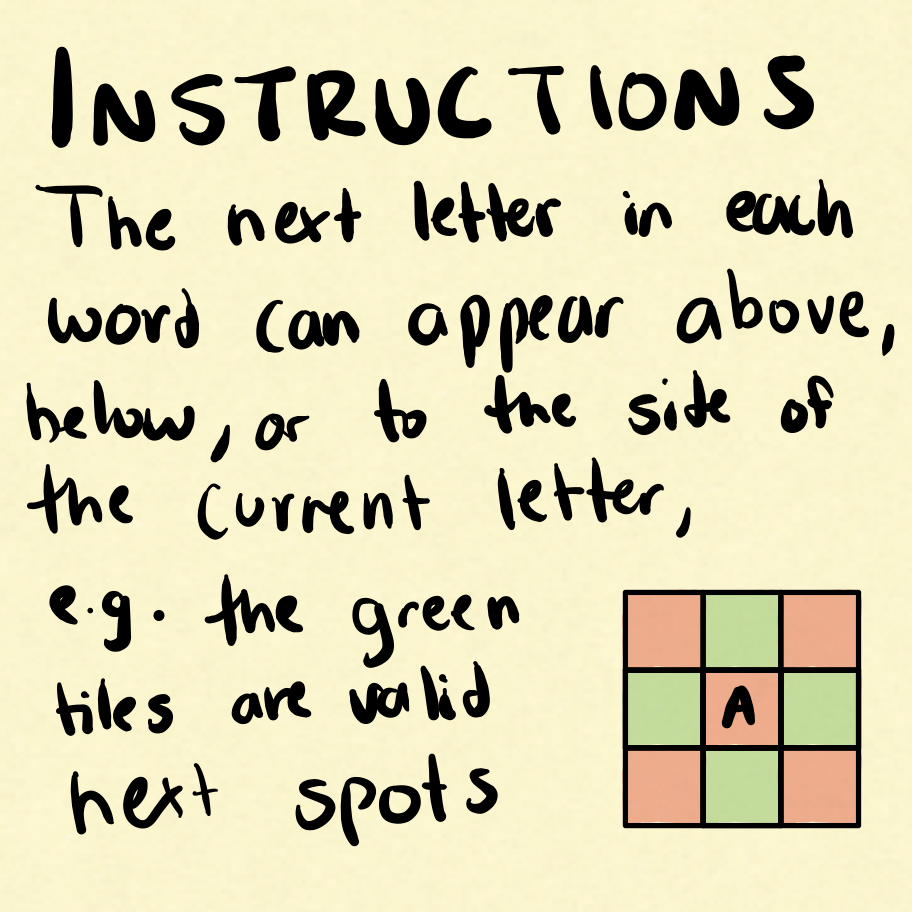 INSTRUCTIONS
The next letter in each
word can appear above,
below, or to the side of
the current letter,
e.g. the green
tiles are valid
next spots
A